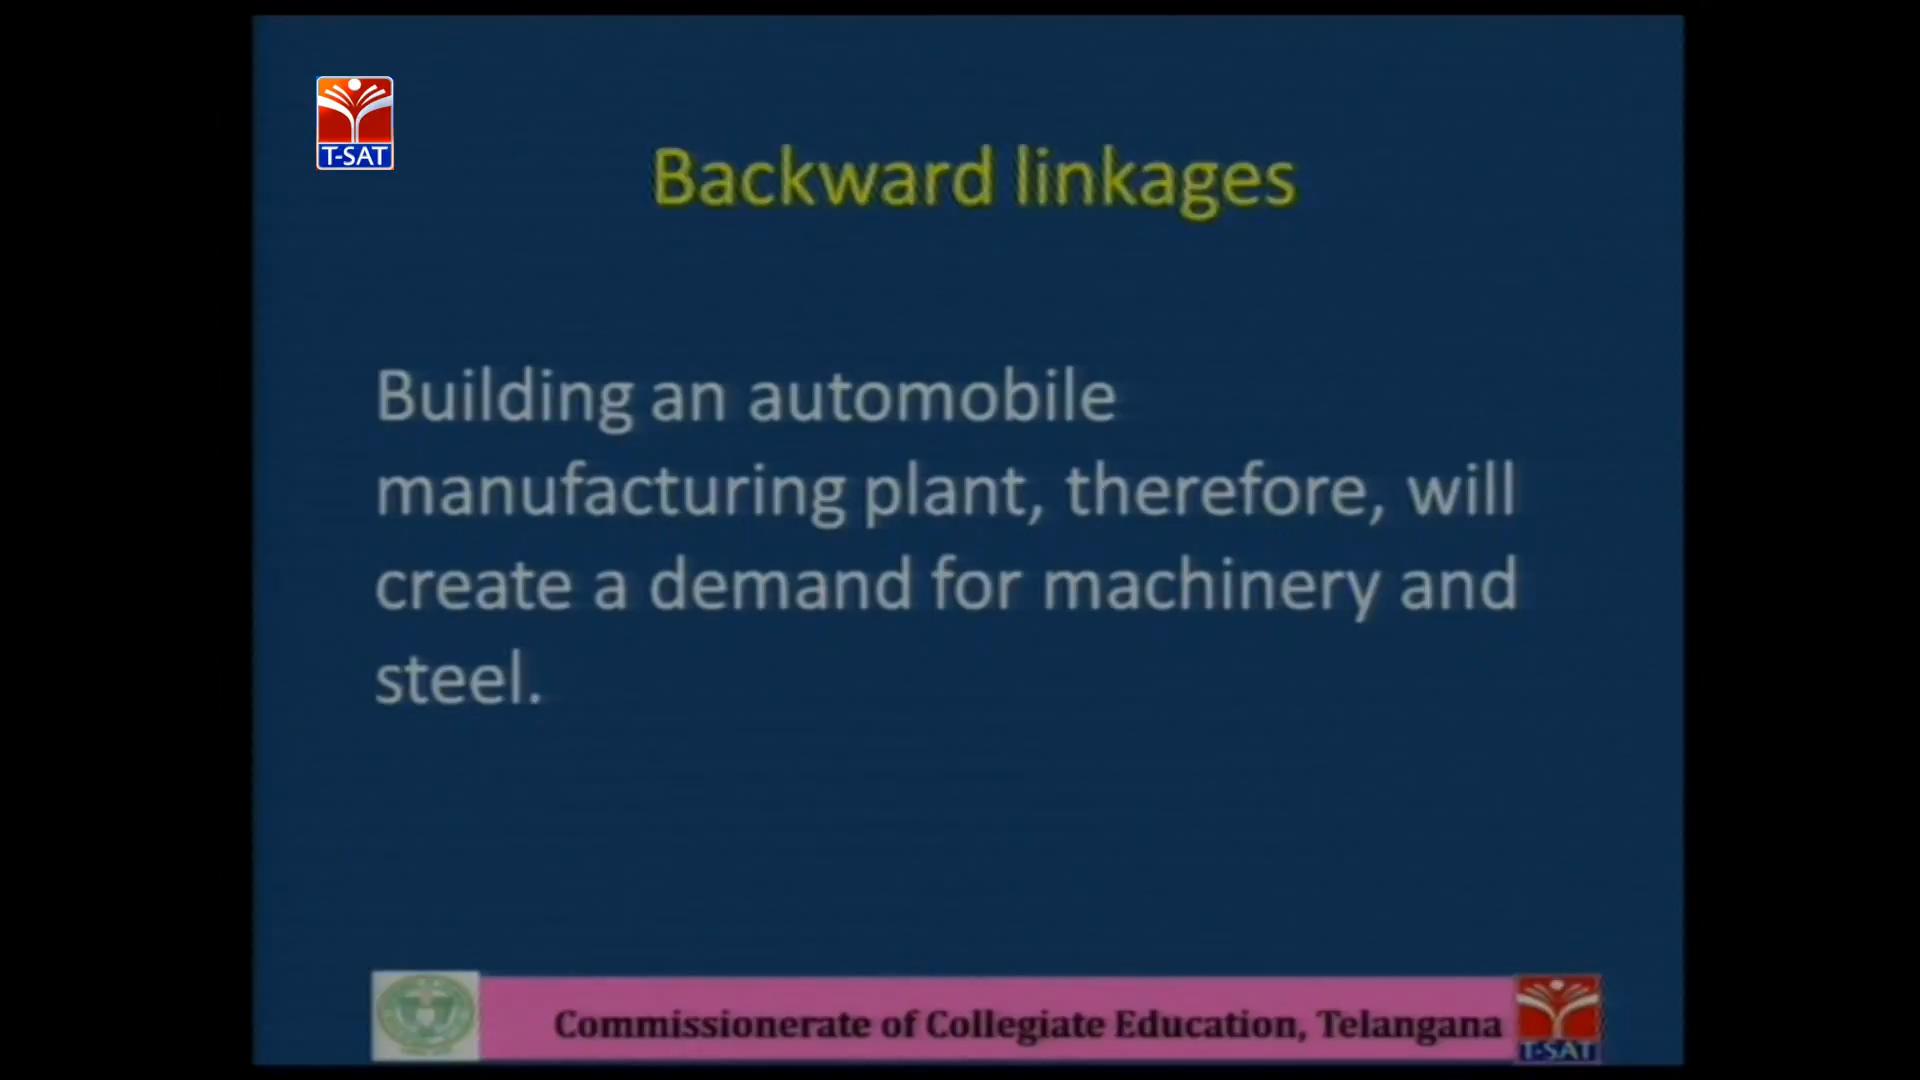 T-SAT
Backward linkages
Building an automobile
manufacturing plant, therefore, will
create a demand for machinery and
steel.
Commissionerate of Collegiate Education, Telangana
T-SAT